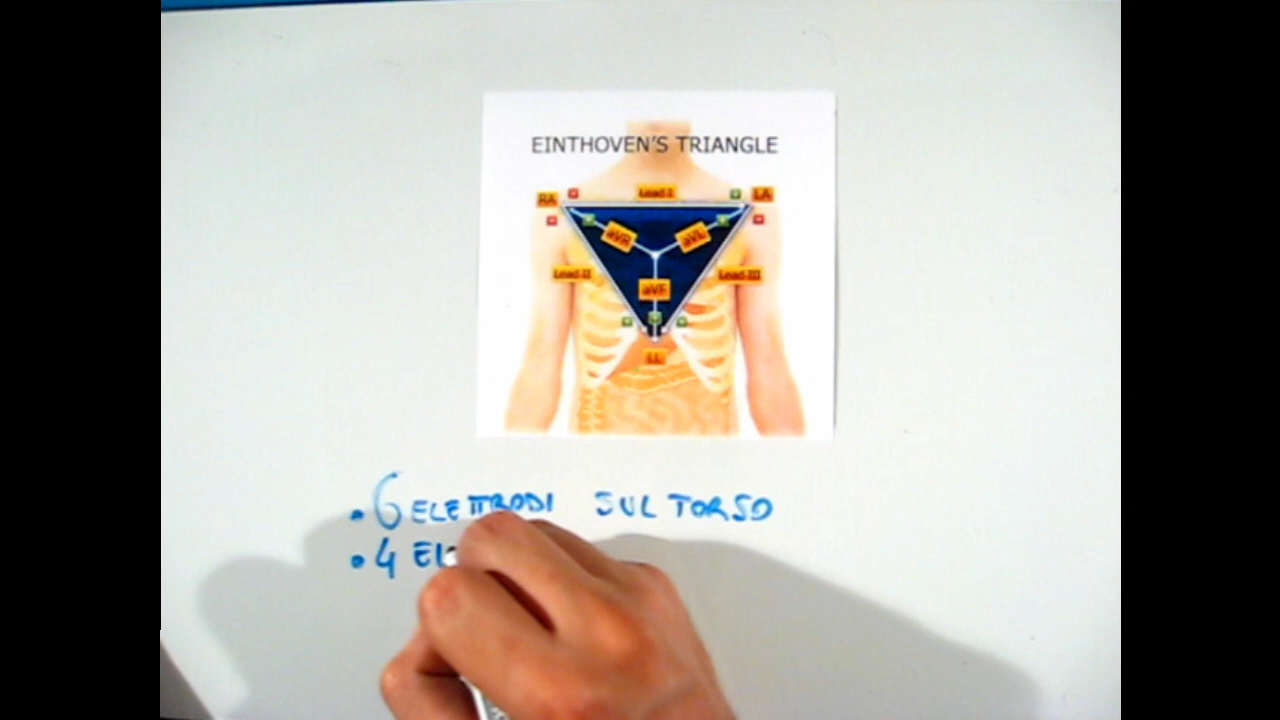 EINTHOVEN'S TRIANGLE
RA Lead-I LA
aVR aVL
Lead-II Lead-III
aVF
LL
• 6 ELETTRODI SUL TORSO
• 4